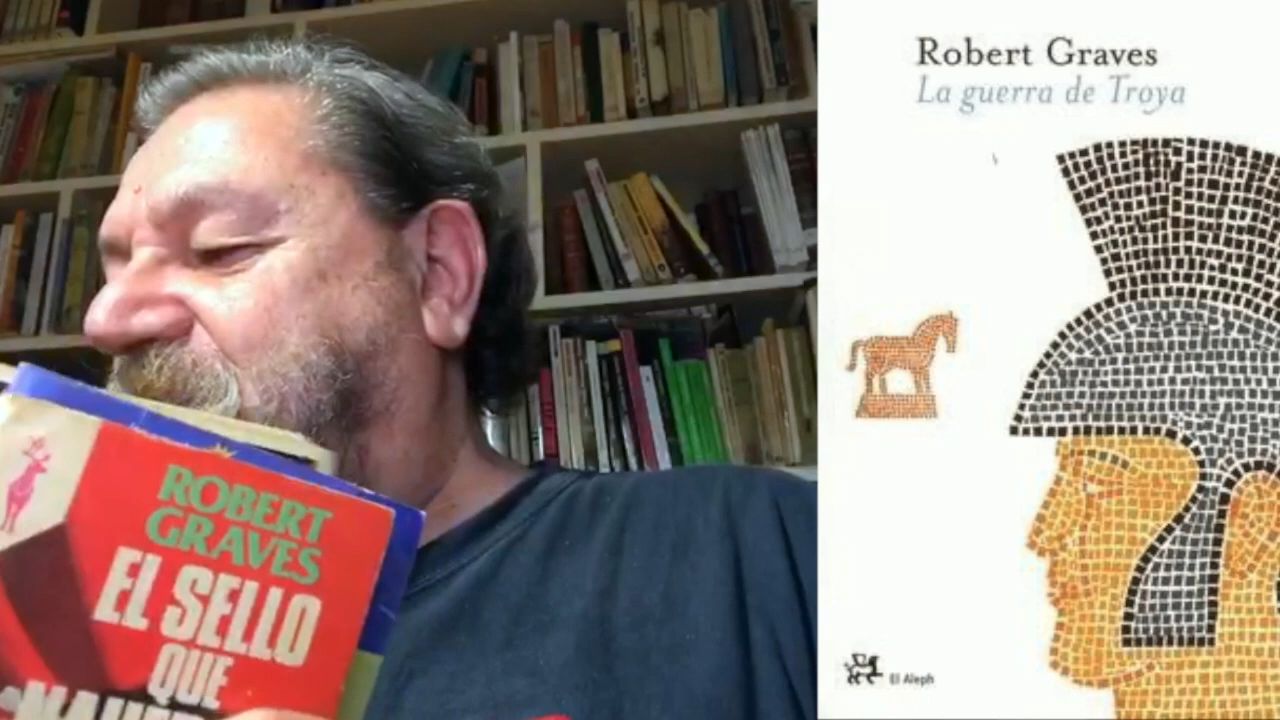 ROBERT
GRAVES
EL SELLO
QUE
Robert Graves
La guerra de Troya
El Aleph